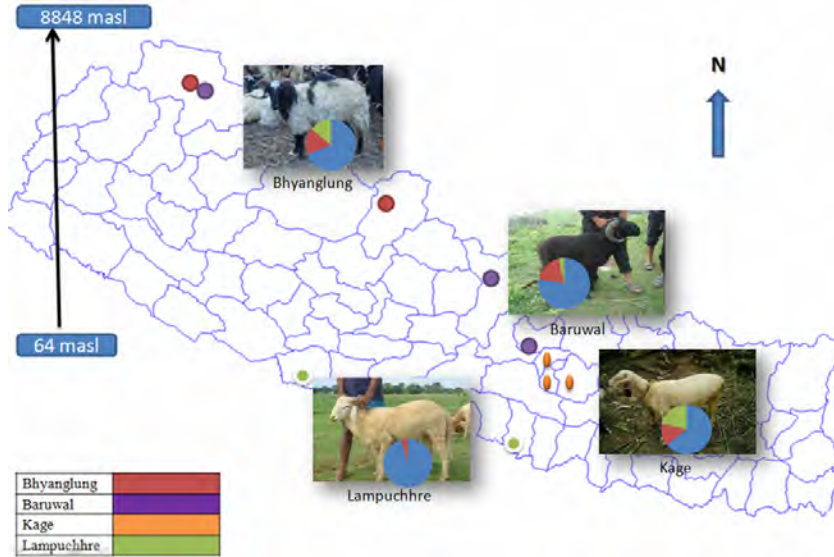 8848 masl
N
Bhyanglung
Baruwal
64 masl
Kage
Lampuchhre
Bhyanglung
Baruwal
Kage
Lampuchhre